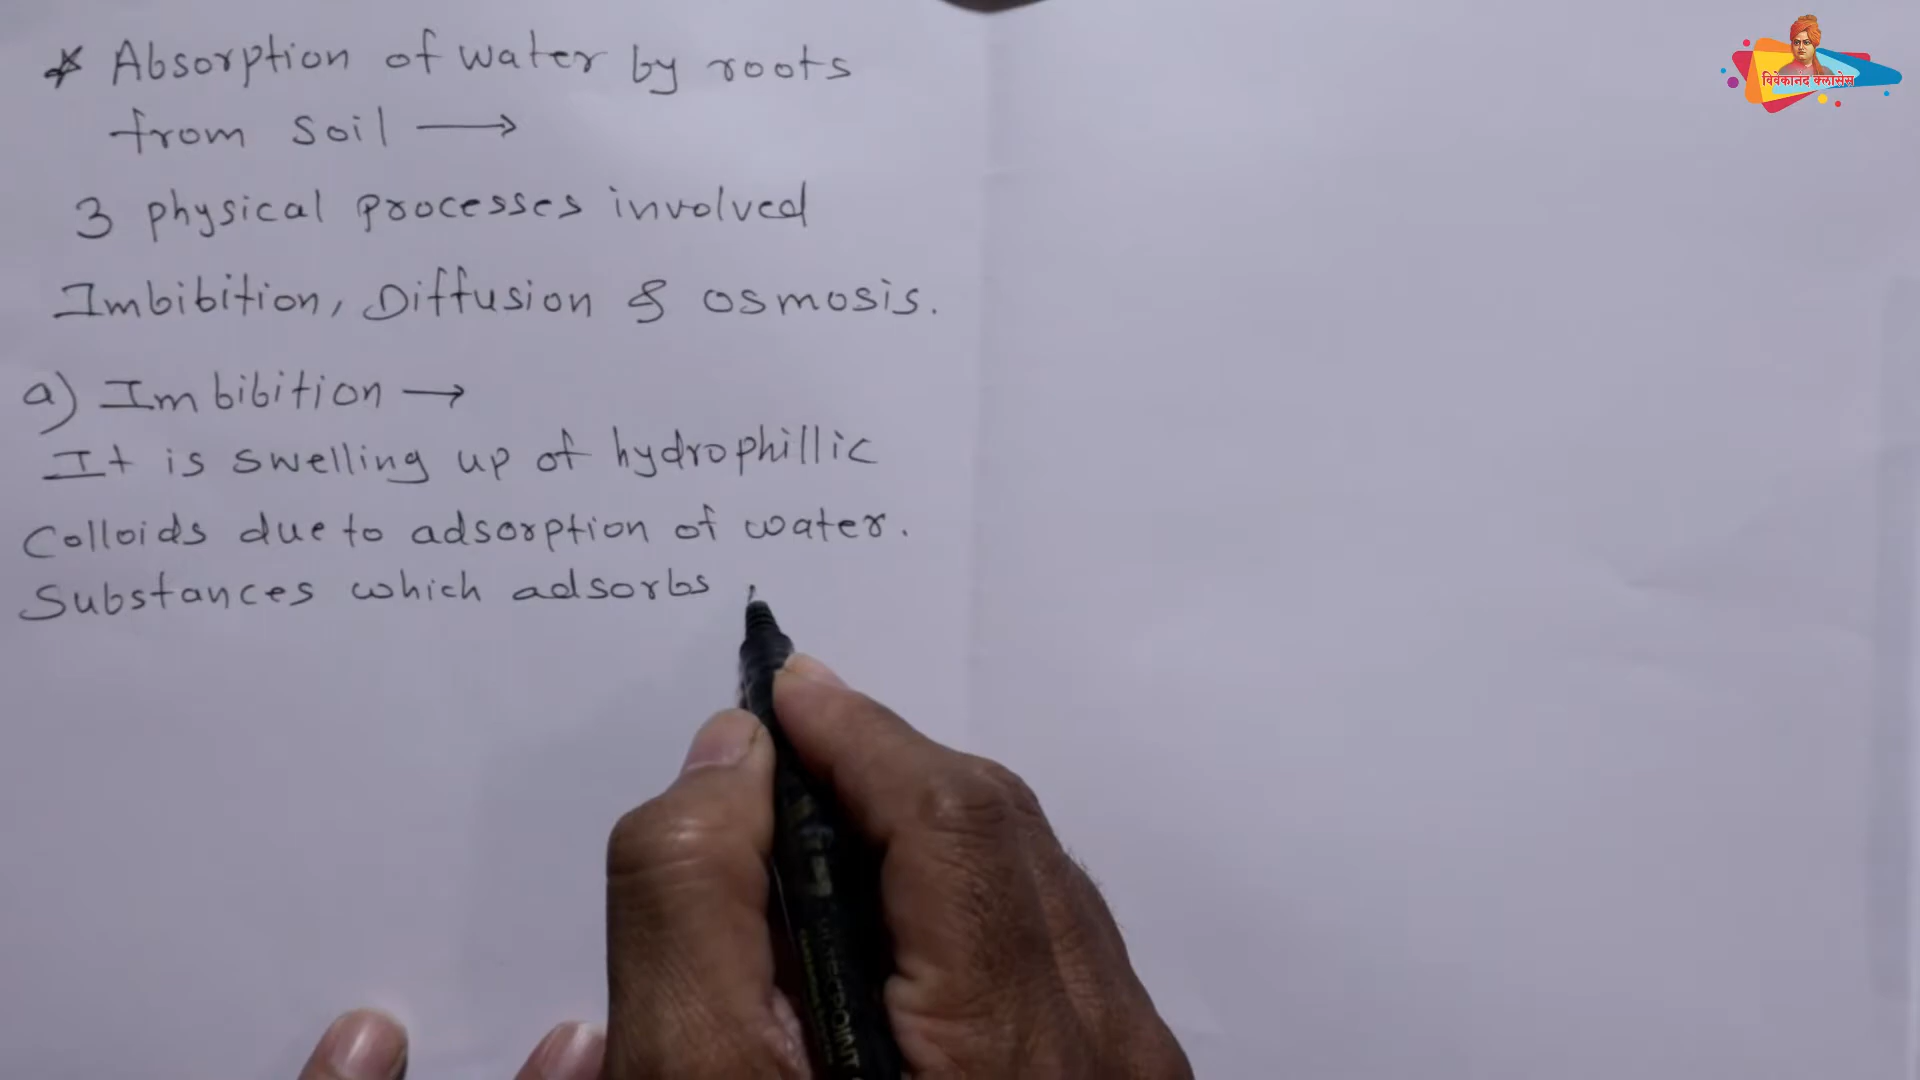 * Absorption of water by roots
from soil →
3 physical processes involved
Imbibition, Diffusion & osmosis.
a) Imbibition →
It is swelling up of hydrophillic
Colloids due to adsorption of water.
Substances which adsorbs
विवेकानंद क्लासेस